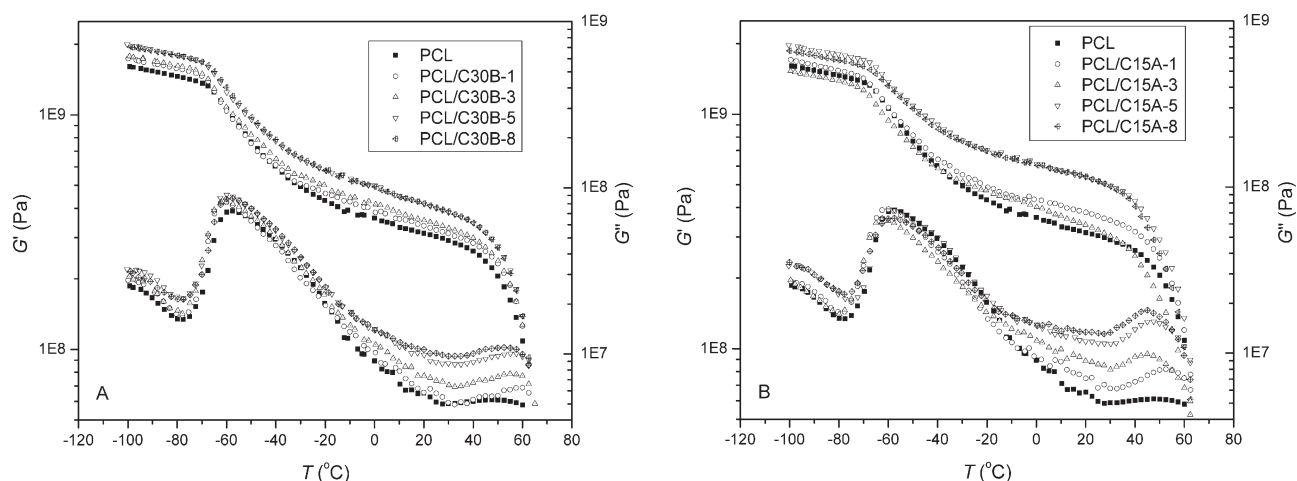 1E9
1E8
G' (Pa)
PCL
PCL/C30B-1
PCL/C30B-3
PCL/C30B-5
PCL/C30B-8
1E9
1E8
1E7
G'' (Pa)
A
-120 -100 -80 -60 -40 -20 0 20 40 60 80
T (°C)
1E9
1E8
G' (Pa)
PCL
PCL/C15A-1
PCL/C15A-3
PCL/C15A-5
PCL/C15A-8
1E9
1E8
1E7
G'' (Pa)
B
-120 -100 -80 -60 -40 -20 0 20 40 60 80
T (°C)